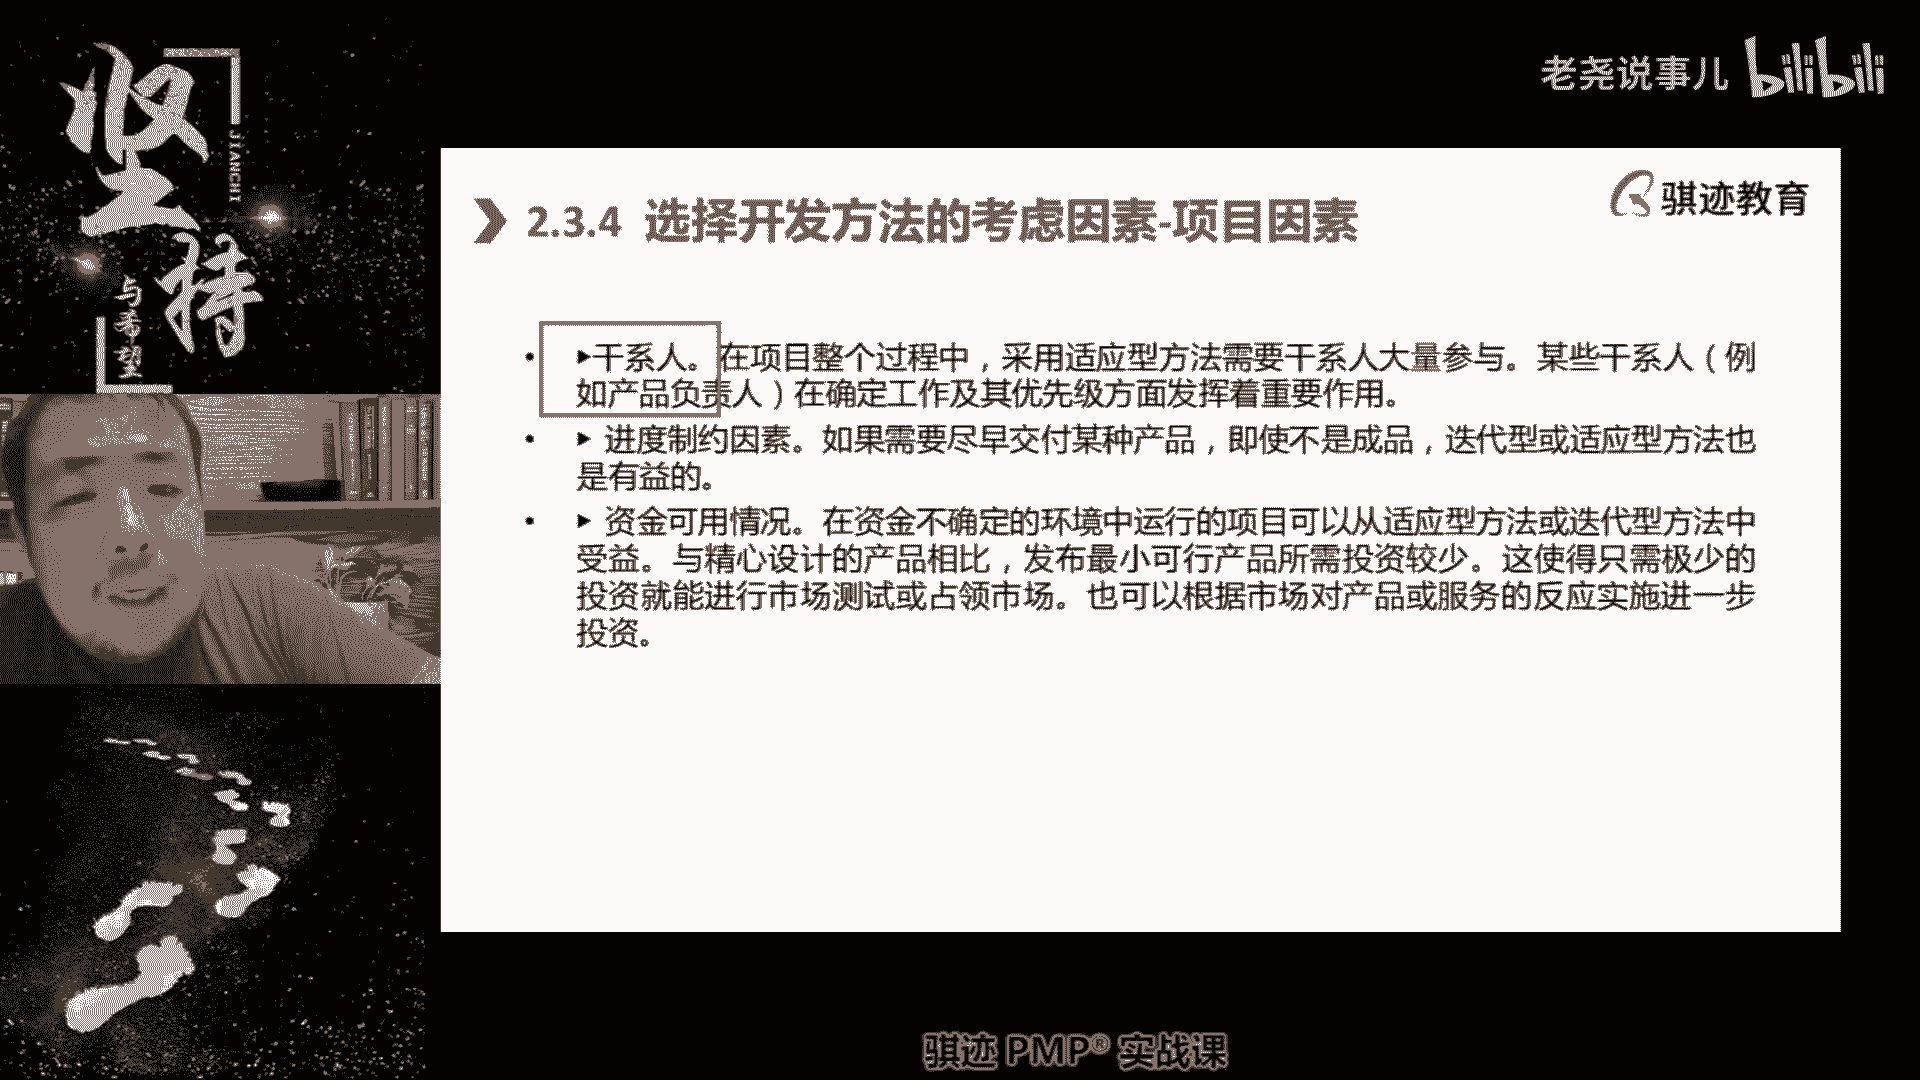 坚
持
JIANCHI
与希望
老尧说事儿 bilibili
骐迹教育
2.3.4 选择开发方法的考虑因素-项目因素
• ▶干系人。在项目整个过程中，采用适应型方法需要干系人大量参与。某些干系人（例
如产品负责人）在确定工作及其优先级方面发挥着重要作用。
• ▶ 进度制约因素。如果需要尽早交付某种产品，即使不是成品，迭代型或适应型方法也
是有益的。
• ▶ 资金可用情况。在资金不确定的环境中运行的项目可以从适应型方法或迭代型方法中
受益。与精心设计的产品相比，发布最小可行产品所需投资较少。这使得只需极少的
投资就能进行市场测试或占领市场。也可以根据市场对产品或服务的反应实施进一步
投资。
骐迹 PMP® 实战课